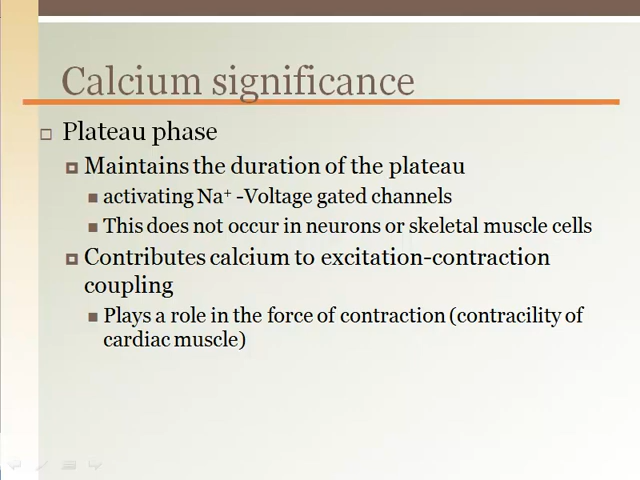 Calcium significance
Plateau phase
Maintains the duration of the plateau
activating Na⁺ -Voltage gated channels
This does not occur in neurons or skeletal muscle cells
Contributes calcium to excitation-contraction
coupling
Plays a role in the force of contraction (contracility of
cardiac muscle)